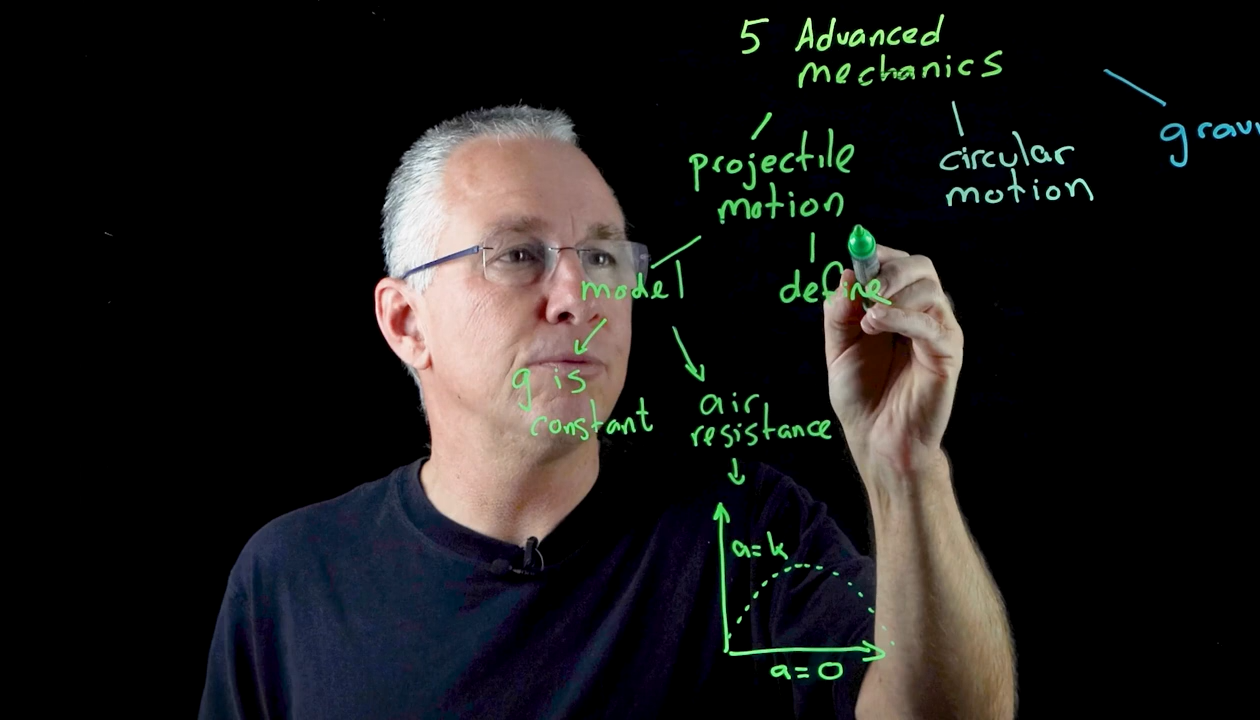 5 Advanced
mechanics
projectile
motion
circular
motion
model
define
g is
constant
air
resistance
a=k
a=0